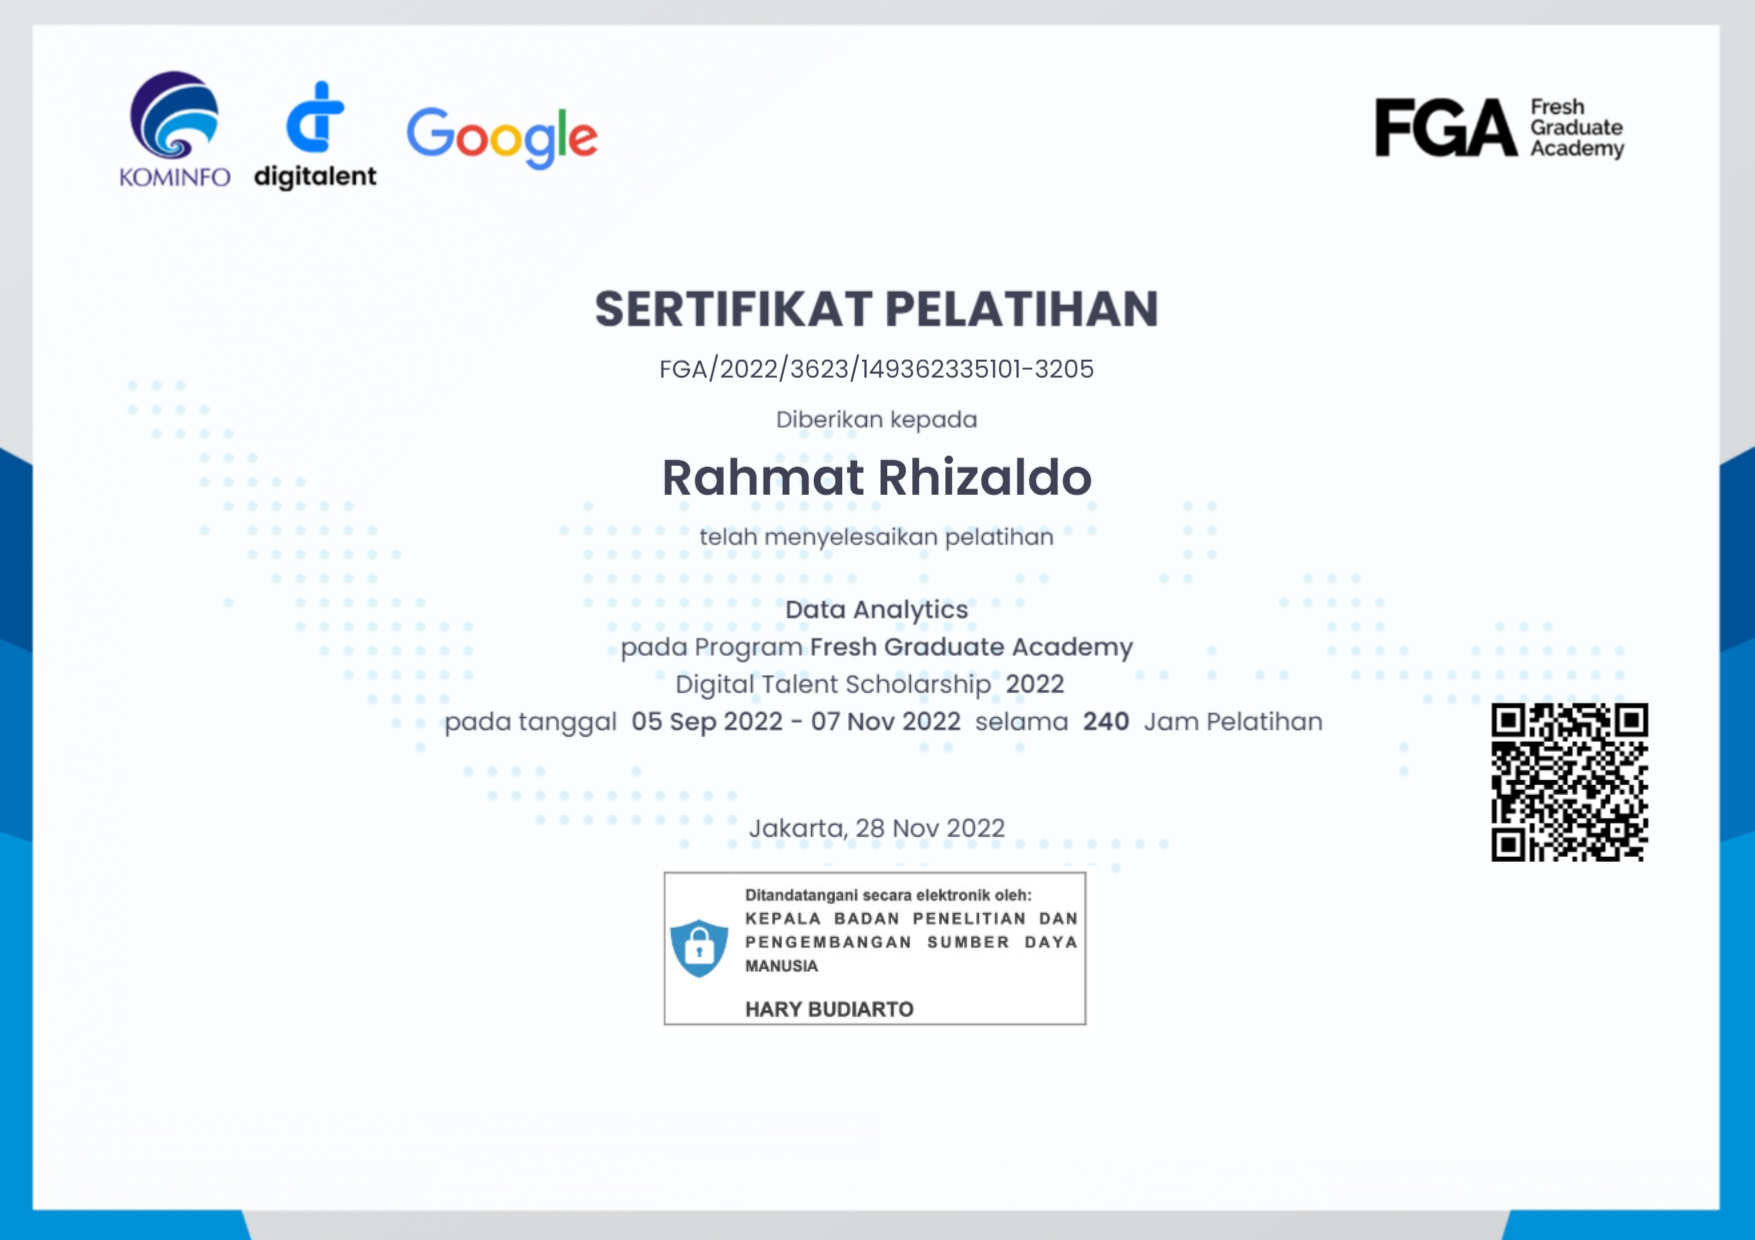 KOMINFO
digitalent
Google
FGA
Fresh
Graduate
Academy
SERTIFIKAT PELATIHAN
FGA/2022/3623/149362335101-3205
Diberikan kepada
Rahmat Rhizaldo
telah menyelesaikan pelatihan
Data Analytics
pada Program Fresh Graduate Academy
Digital Talent Scholarship 2022
pada tanggal 05 Sep 2022 - 07 Nov 2022 selama 240 Jam Pelatihan
Jakarta, 28 Nov 2022
Ditandatangani secara elektronik oleh:
KEPALA BADAN PENELITIAN DAN
PENGEMBANGAN SUMBER DAYA
MANUSIA
HARY BUDIARTO